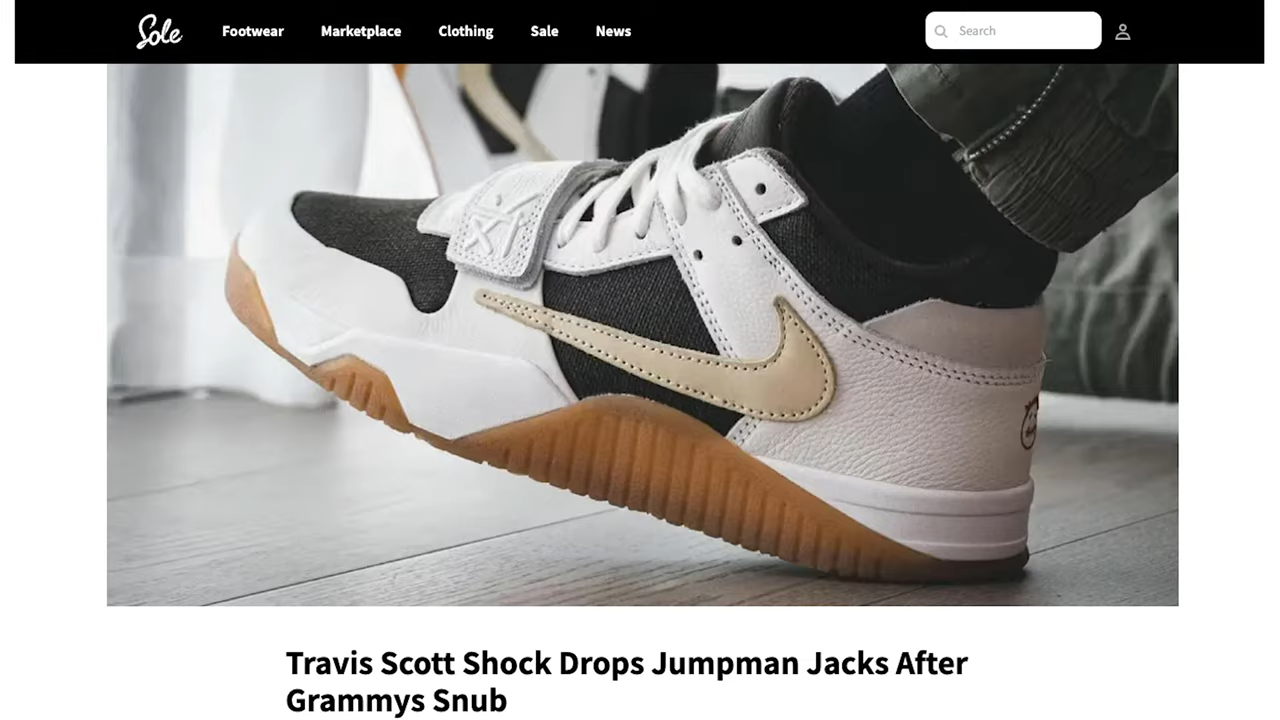 Sole Footwear Marketplace Clothing Sale News Search
Travis Scott Shock Drops Jumpman Jacks After
Grammys Snub